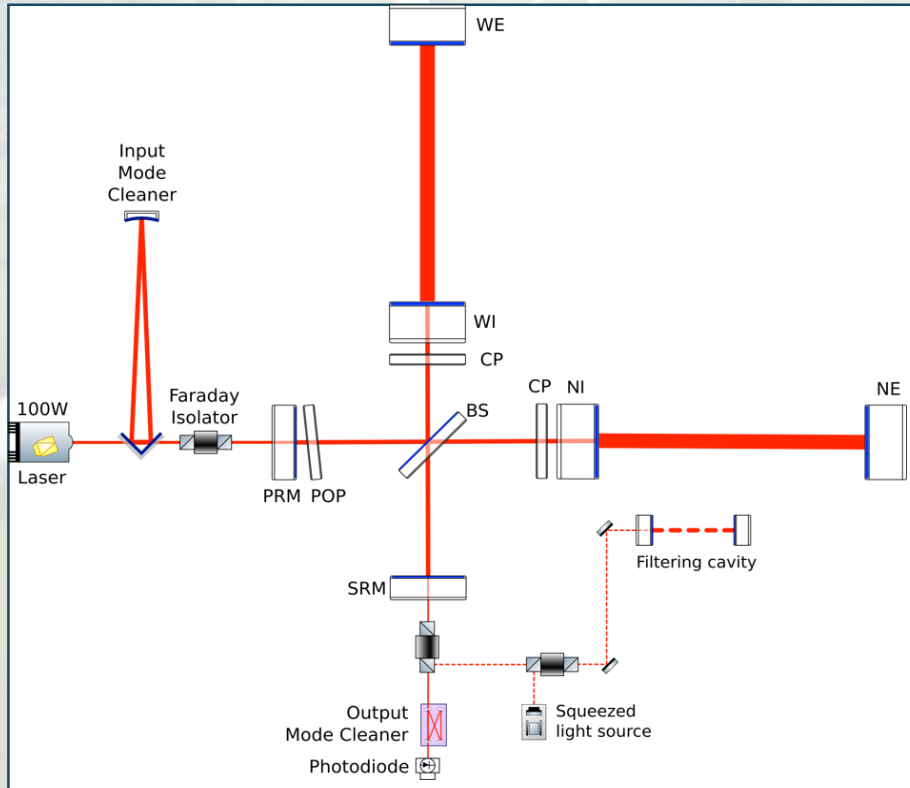 WE
Input
Mode
Cleaner
WI
CP
Faraday
Isolator
100W
Laser
PRM
POP
BS
CP
NI
NE
SRM
Filtering cavity
Output
Mode Cleaner
Squeezed
light source
Photodiode